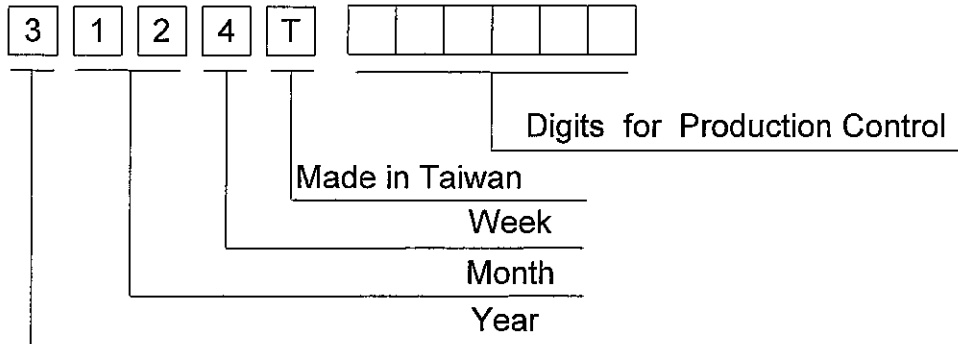 3 1 2 4 T
Digits for Production Control
Made in Taiwan
Week
Month
Year